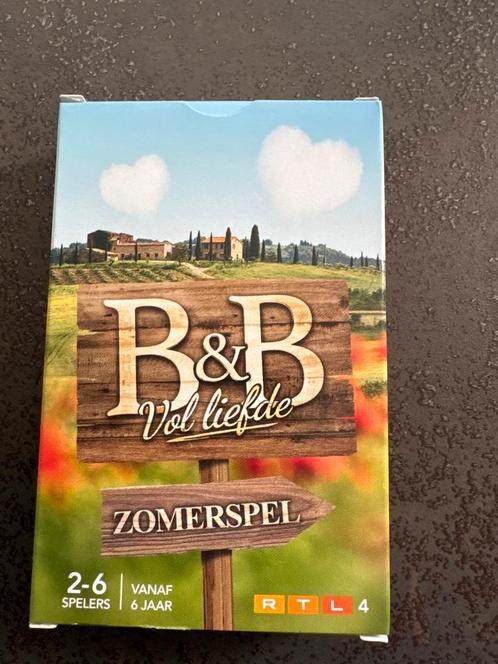 B&B
Vol liefde
ZOMERSPEL
2-6
SPELERS
VANAF
6 JAAR
RTL 4